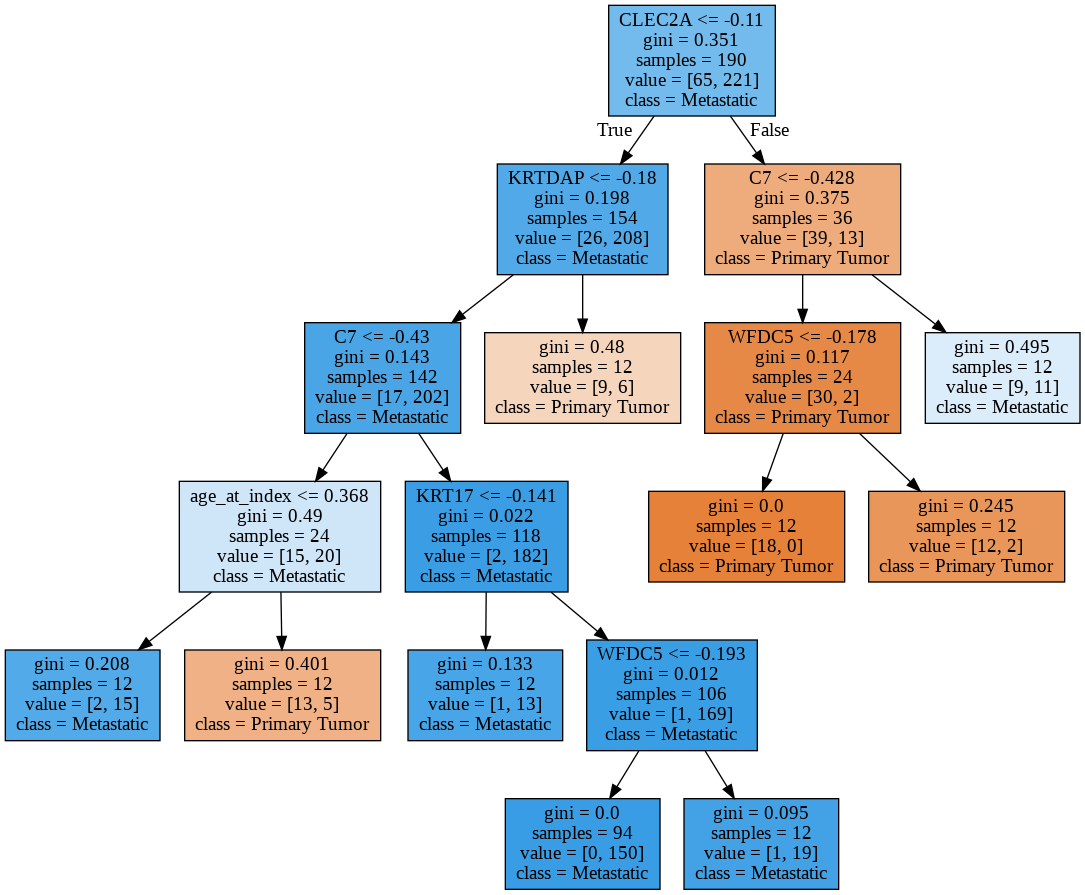 CLEC2A <= -0.11
gini = 0.351
samples = 190
value = [65, 221]
class = Metastatic
True
False
KRTDAP <= -0.18
gini = 0.198
samples = 154
value = [26, 208]
class = Metastatic
C7 <= -0.428
gini = 0.375
samples = 36
value = [39, 13]
class = Primary Tumor
C7 <= -0.43
gini = 0.143
samples = 142
value = [17, 202]
class = Metastatic
gini = 0.48
samples = 12
value = [9, 6]
class = Primary Tumor
WFDC5 <= -0.178
gini = 0.117
samples = 24
value = [30, 2]
class = Primary Tumor
gini = 0.495
samples = 12
value = [9, 11]
class = Metastatic
age_at_index <= 0.368
gini = 0.49
samples = 24
value = [15, 20]
class = Metastatic
KRT17 <= -0.141
gini = 0.022
samples = 118
value = [2, 182]
class = Metastatic
gini = 0.0
samples = 12
value = [18, 0]
class = Primary Tumor
gini = 0.245
samples = 12
value = [12, 2]
class = Primary Tumor
gini = 0.208
samples = 12
value = [2, 15]
class = Metastatic
gini = 0.401
samples = 12
value = [13, 5]
class = Primary Tumor
gini = 0.133
samples = 12
value = [1, 13]
class = Metastatic
WFDC5 <= -0.193
gini = 0.012
samples = 106
value = [1, 169]
class = Metastatic
gini = 0.0
samples = 94
value = [0, 150]
class = Metastatic
gini = 0.095
samples = 12
value = [1, 19]
class = Metastatic